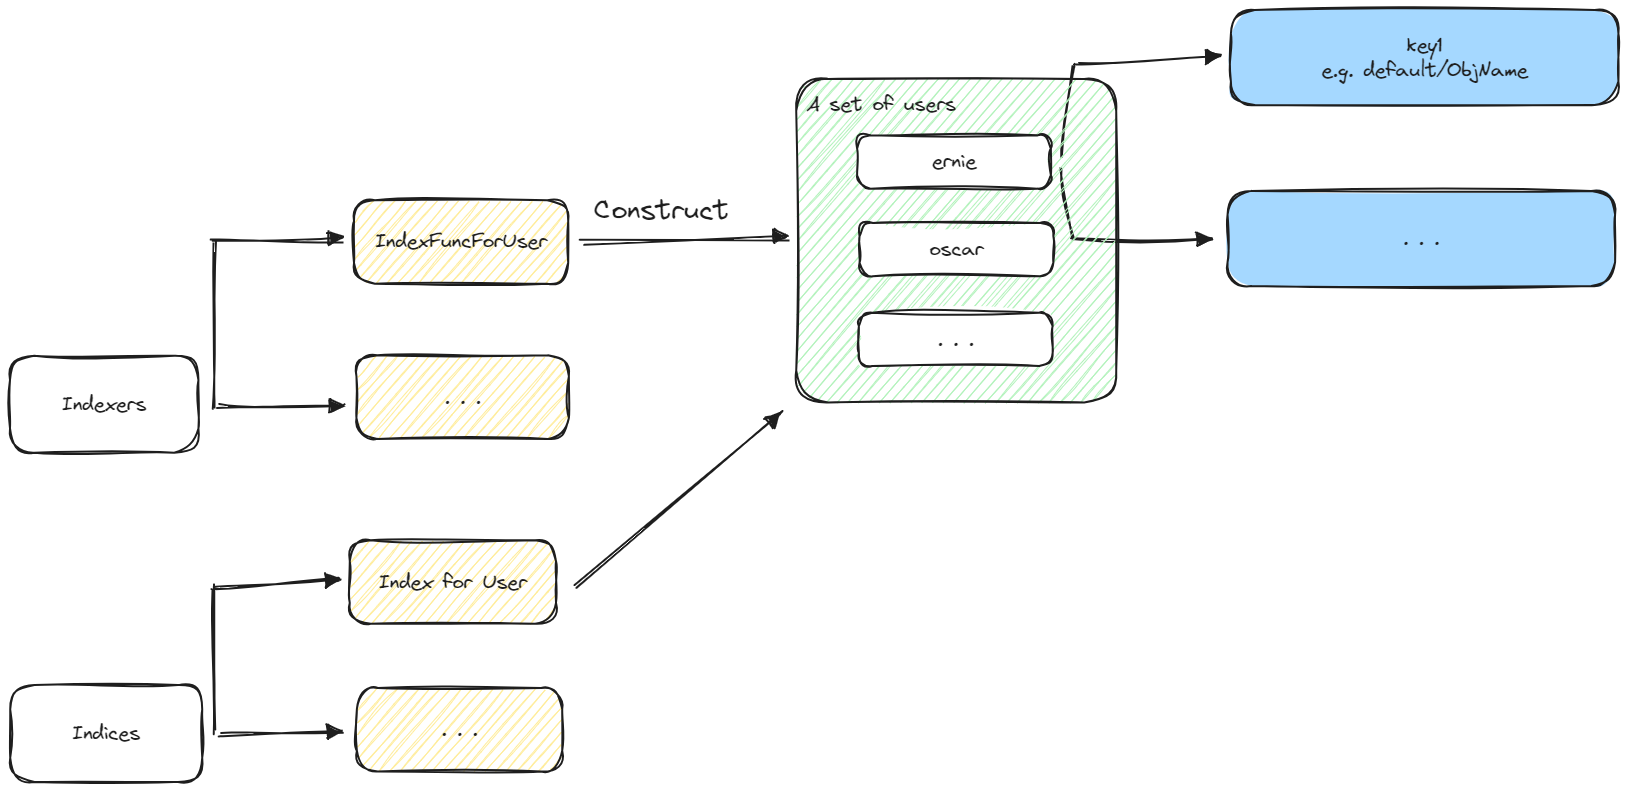 key1
e.g. default/ObjName
A set of users
ernie
Construct
IndexFuncForUser
oscar
...
...
Indexers
...
Index for User
Indices
...